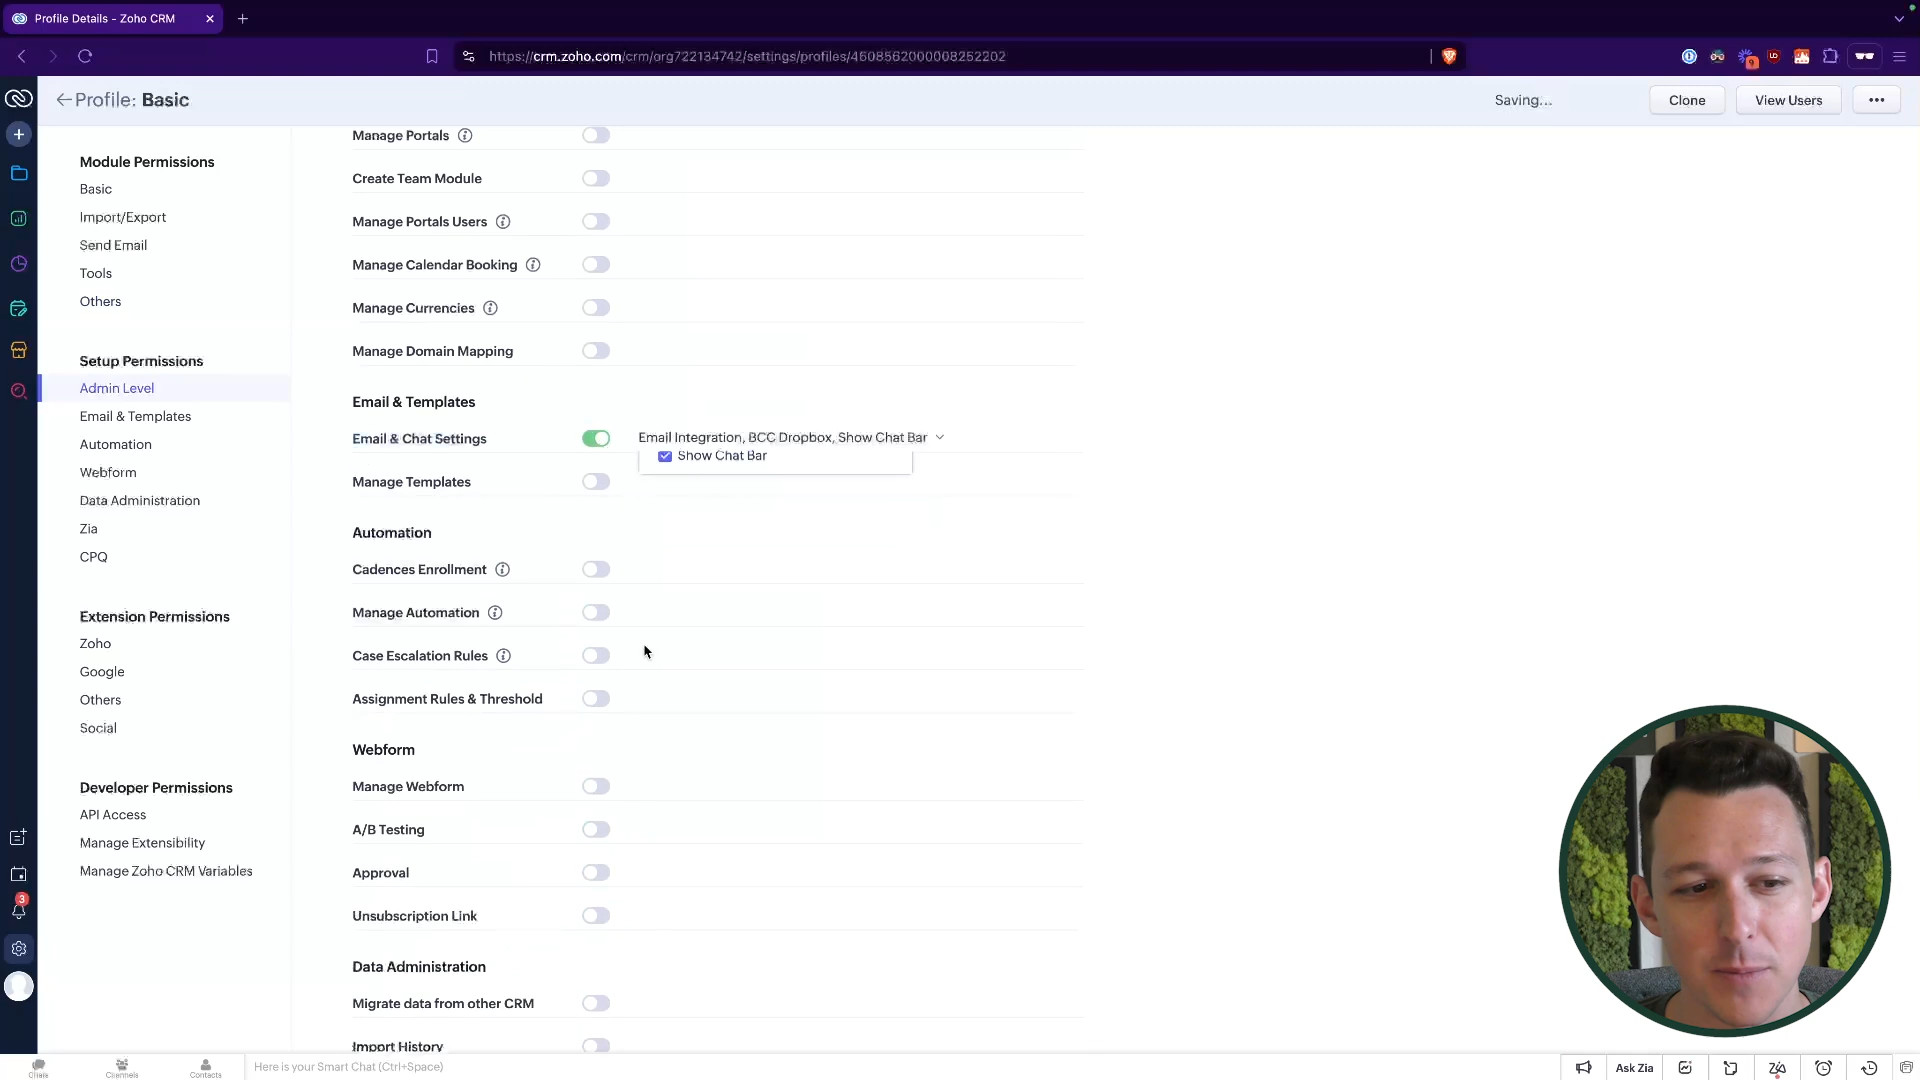 Profile Details - Zoho CRM
https://crm.zoho.com/crm/org722134742/settings/profiles/4608562000008252202
Profile: Basic
Saving...
Clone
View Users
Module Permissions
Basic
Import/Export
Send Email
Tools
Others
Setup Permissions
Admin Level
Email & Templates
Automation
Webform
Data Administration
Zia
CPQ
Extension Permissions
Zoho
Google
Others
Social
Developer Permissions
API Access
Manage Extensibility
Manage Zoho CRM Variables
Manage Portals
Create Team Module
Manage Portals Users
Manage Calendar Booking
Manage Currencies
Manage Domain Mapping
Email & Templates
Email & Chat Settings
Email Integration, BCC Dropbox, Show Chat Bar
Show Chat Bar
Manage Templates
Automation
Cadences Enrollment
Manage Automation
Case Escalation Rules
Assignment Rules & Threshold
Webform
Manage Webform
A/B Testing
Approval
Unsubscription Link
Data Administration
Migrate data from other CRM
Import History
3
Chats
Channels
Contacts
Here is your Smart Chat (Ctrl+Space)
Ask Zia